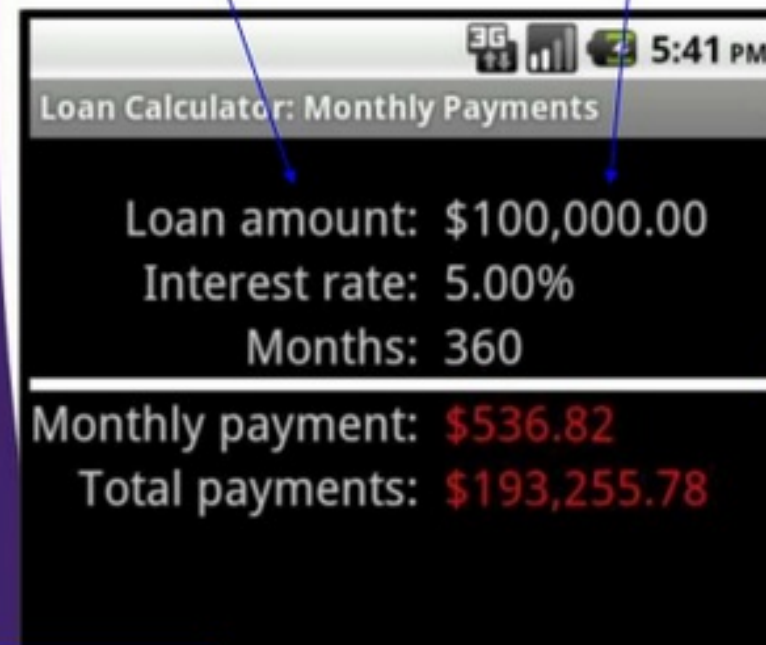 3G 5:41 PM
Loan Calculator: Monthly Payments
Loan amount: $100,000.00
Interest rate: 5.00%
Months: 360
Monthly payment: $536.82
Total payments: $193,255.78